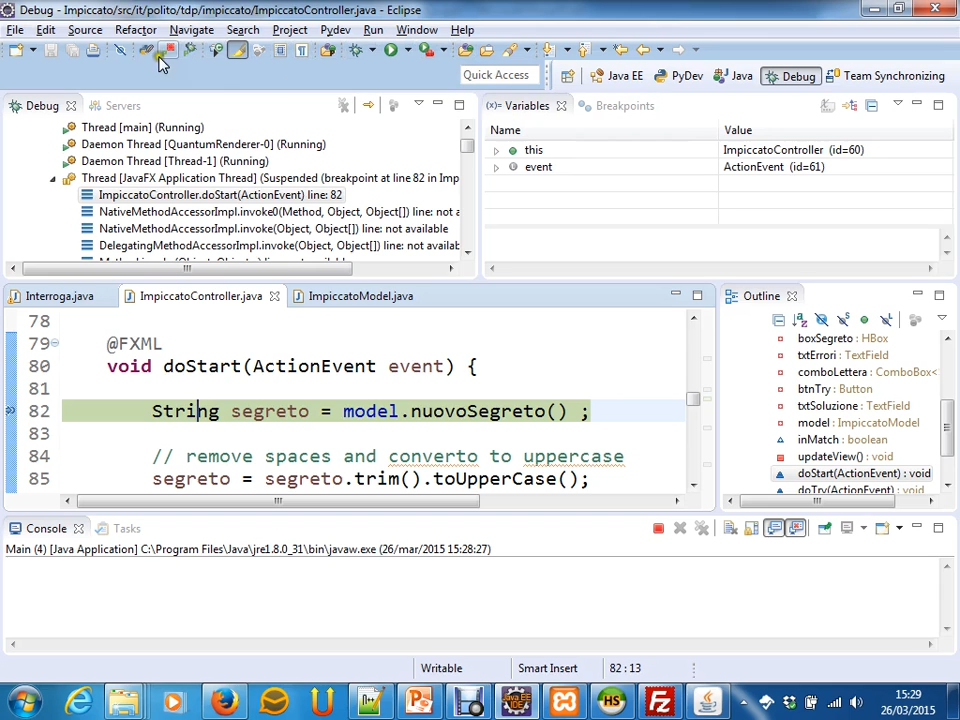 Debug - Impiccato/src/it/polito/tdp/impiccato/ImpiccatoController.java - Eclipse
File Edit Source Refactor Navigate Search Project Pydev Run Window Help
Quick Access Java EE PyDev Java Debug Team Synchronizing
Debug Servers
Thread [main] (Running)
Daemon Thread [QuantumRenderer-0] (Running)
Daemon Thread [Thread-1] (Running)
Thread [JavaFX Application Thread] (Suspended (breakpoint at line 82 in Imp
ImpiccatoController.doStart(ActionEvent) line: 82
NativeMethodAccessorImpl.invoke0(Method, Object, Object[]) line: not a
NativeMethodAccessorImpl.invoke(Object, Object[]) line: not available
DelegatingMethodAccessorImpl.invoke(Object, Object[]) line: not availab
(x)= Variables Breakpoints
Name Value
this ImpiccatoController (id=60)
event ActionEvent (id=61)
Interroga.java ImpiccatoController.java ImpiccatoModel.java
78
79 @FXML
80 void doStart(ActionEvent event) {
81
82 String segreto = model.nuovoSegreto() ;
83
84 // remove spaces and converto to uppercase
85 segreto = segreto.trim().toUpperCase();
Outline
boxSegreto : HBox
txtErrori : TextField
comboLettera : ComboBox<
btnTry : Button
txtSoluzione : TextField
model : ImpiccatoModel
inMatch : boolean
updateView() : void
doStart(ActionEvent) : void
doTry(ActionEvent) : void
Console Tasks
Main (4) [Java Application] C:\Program Files\Java\jre1.8.0_31\bin\javaw.exe (26/mar/2015 15:28:27)
Writable Smart Insert 82 : 13
15:29
26/03/2015